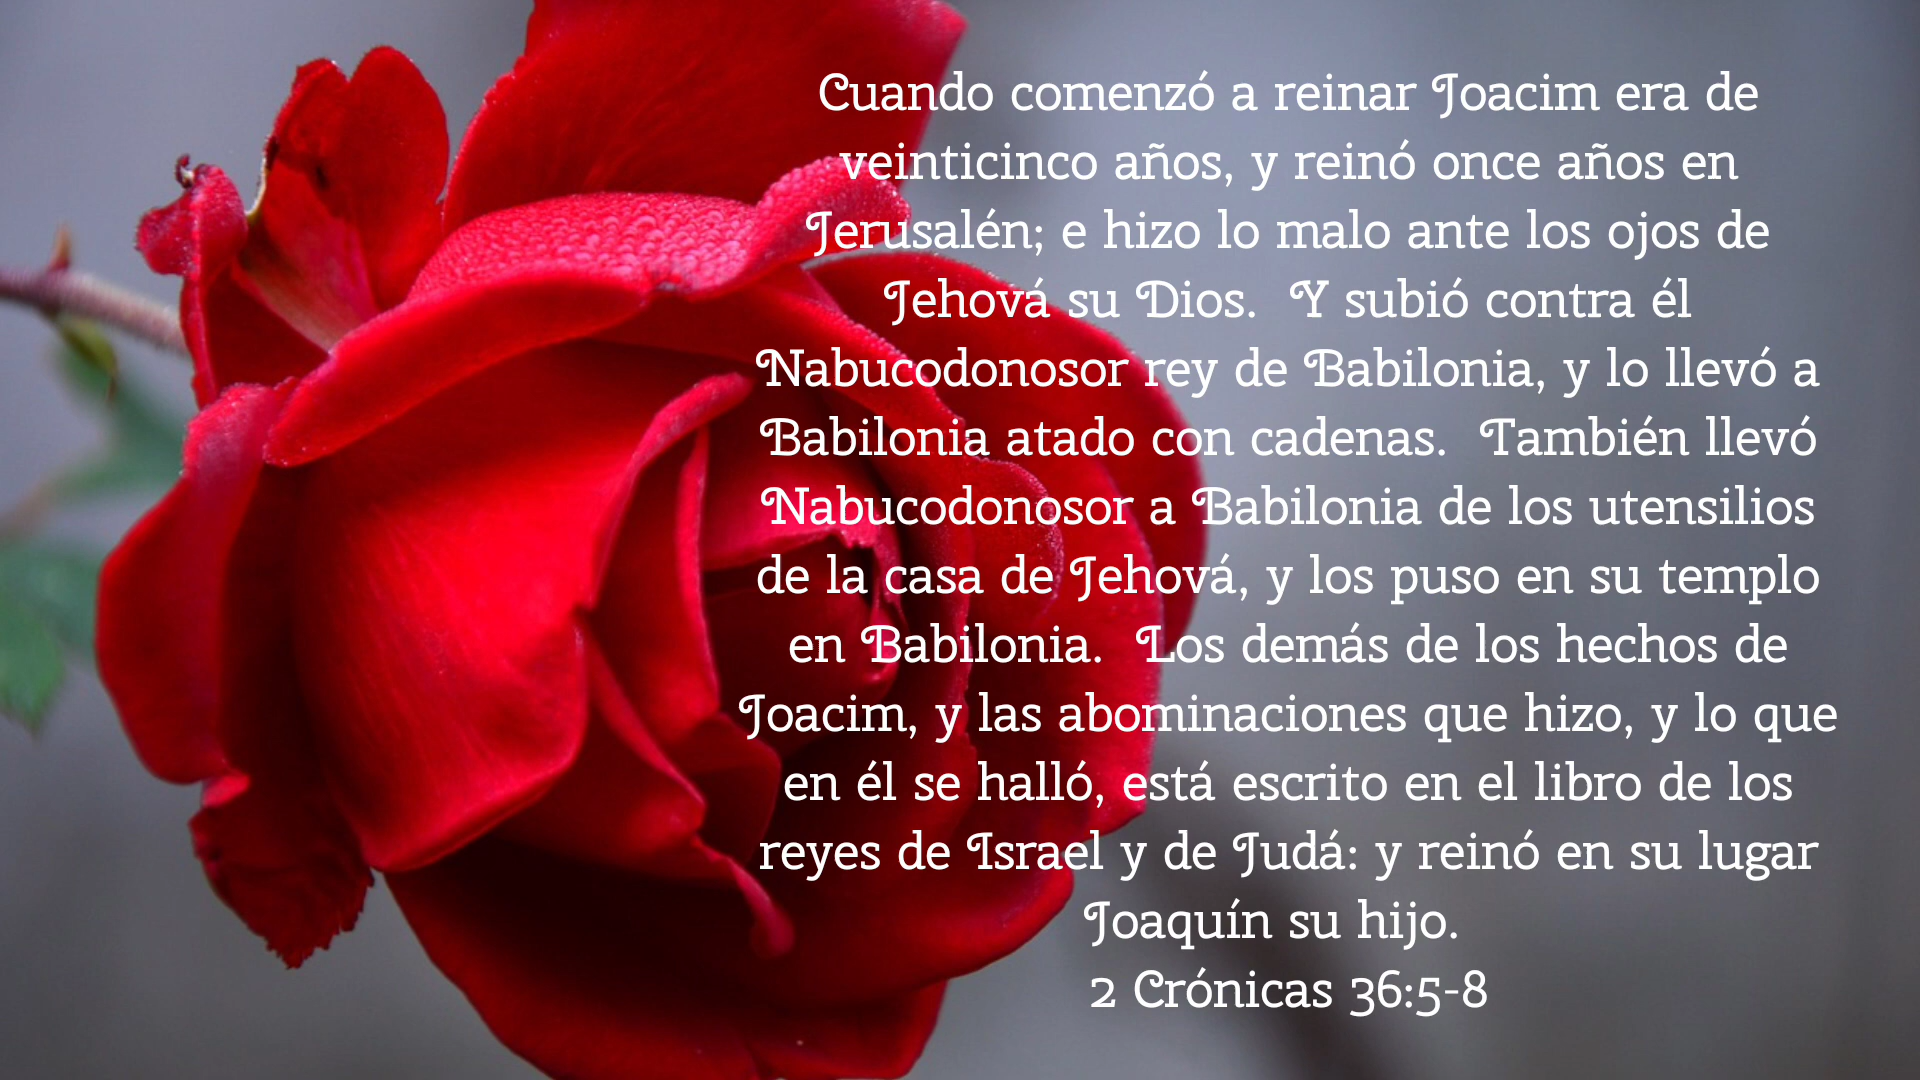 Cuando comenzó a reinar Joacim era de
veinticinco años, y reinó once años en
Jerusalén; e hizo lo malo ante los ojos de
Jehová su Dios.  Y subió contra él
Nabucodonosor rey de Babilonia, y lo llevó a
Babilonia atado con cadenas.  También llevó
Nabucodonosor a Babilonia de los utensilios
de la casa de Jehová, y los puso en su templo
en Babilonia.  Los demás de los hechos de
Joacim, y las abominaciones que hizo, y lo que
en él se halló, está escrito en el libro de los
reyes de Israel y de Judá: y reinó en su lugar
Joaquín su hijo.
2 Crónicas 36:5-8